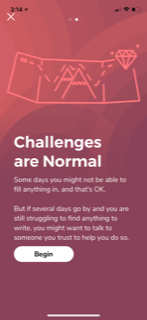 3:14
Challenges
are Normal
Some days you might not be able to
fill anything in, and that's OK.
But if several days go by and you are
still struggling to find anything to
write, you might want to talk to
someone you trust to help you do so.
Begin